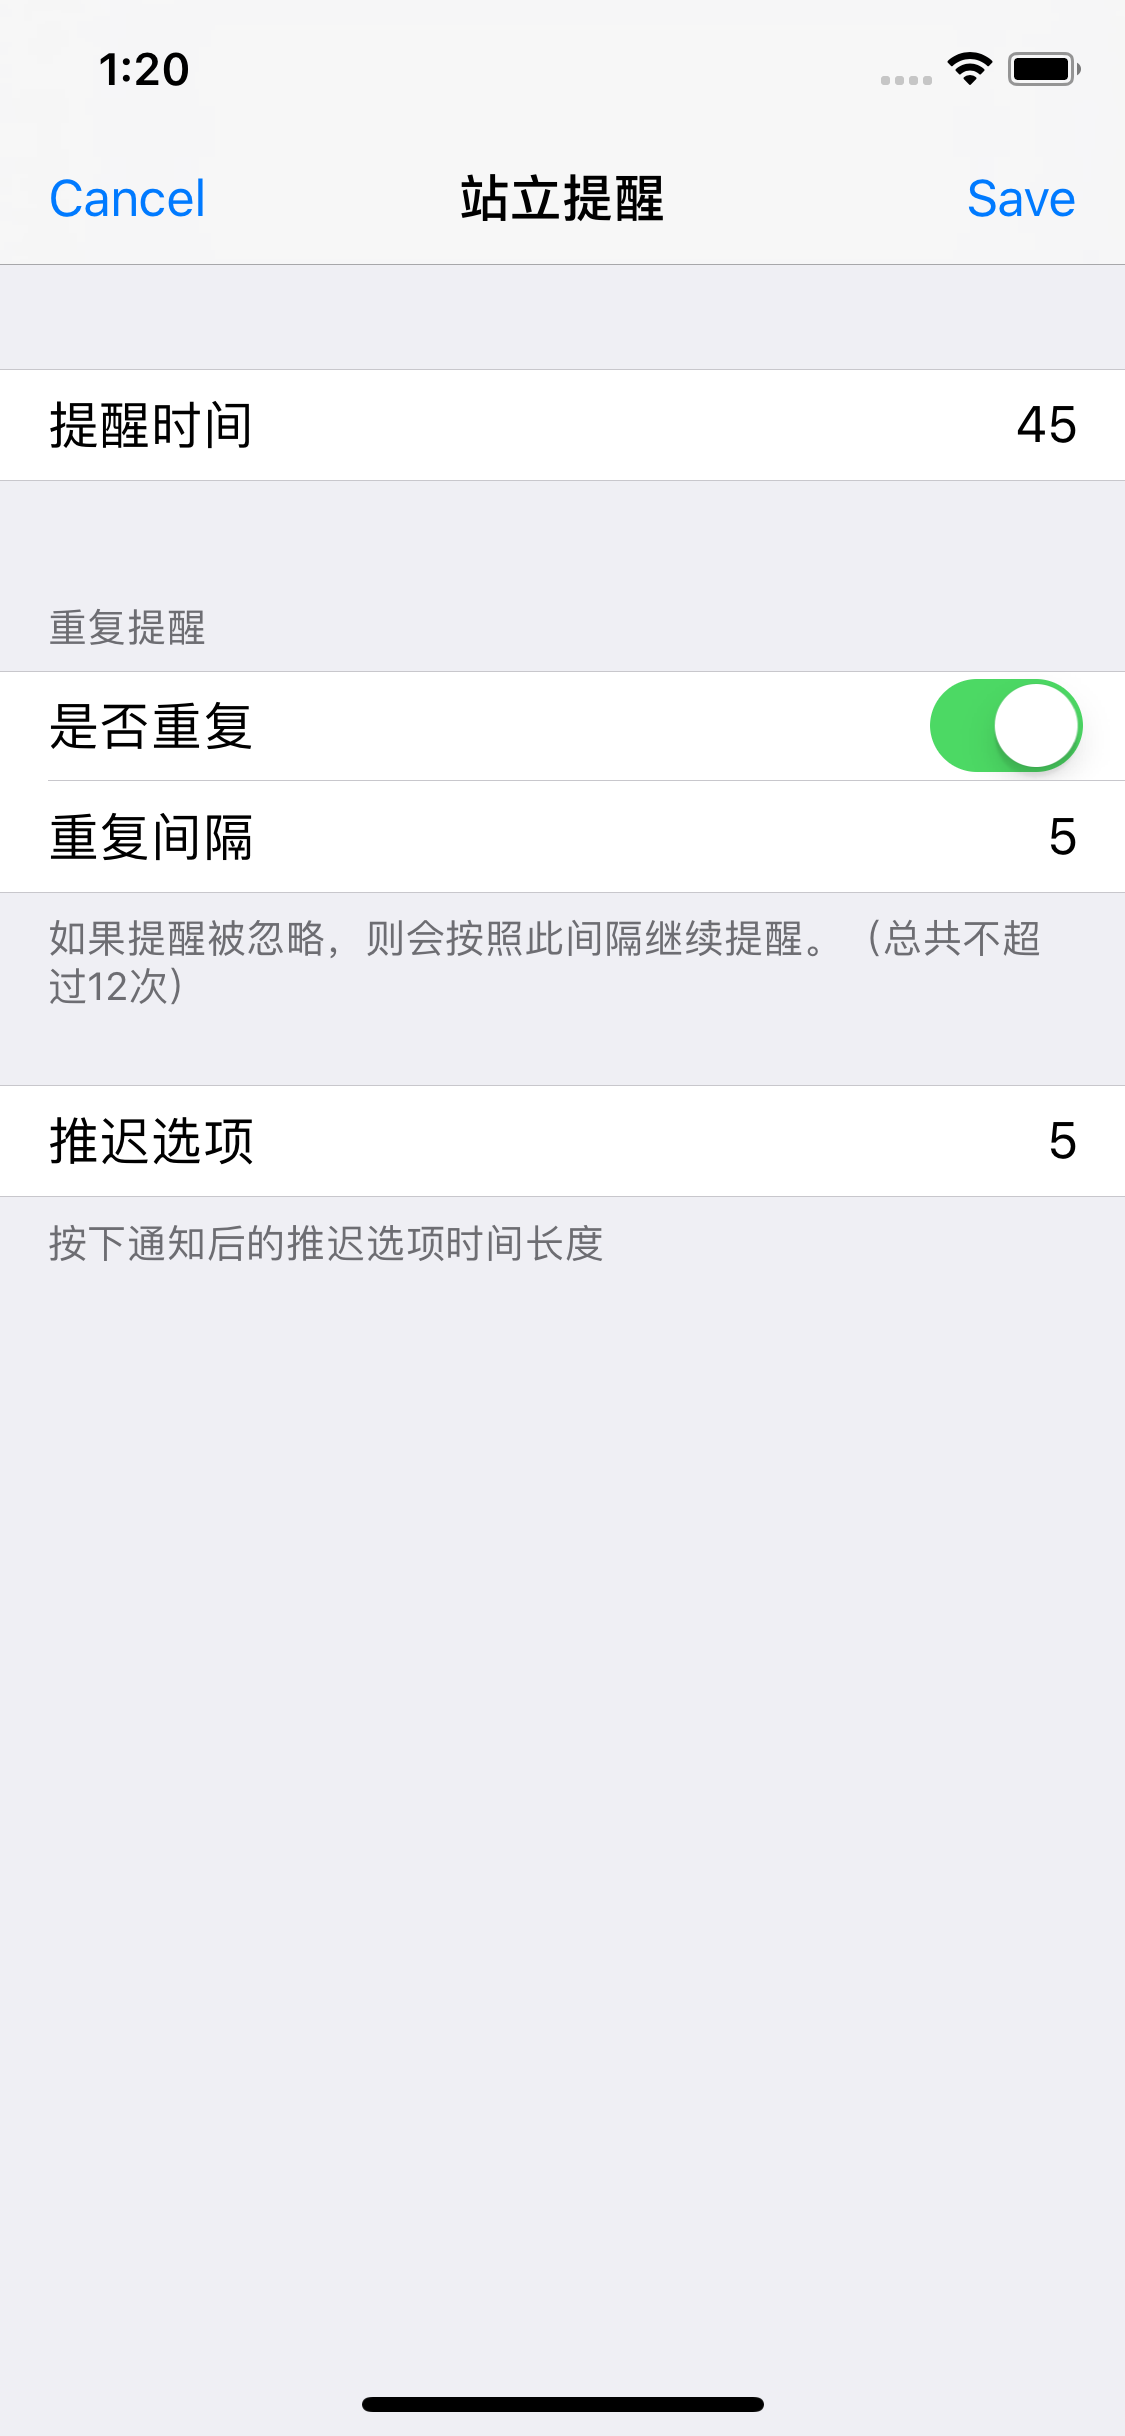 1:20
Cancel 站立提醒 Save
提醒时间 45
重复提醒
是否重复
重复间隔 5
如果提醒被忽略，则会按照此间隔继续提醒。（总共不超
过12次）
推迟选项 5
按下通知后的推迟选项时间长度